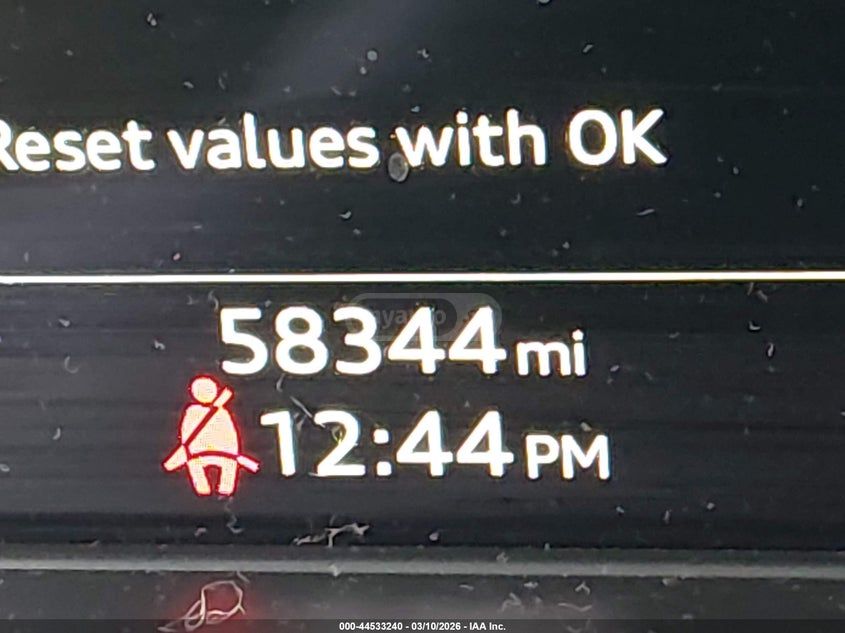 Reset values with OK
58344 mi
12:44 PM
000-44533240 - 03/10/2026 - IAA Inc.